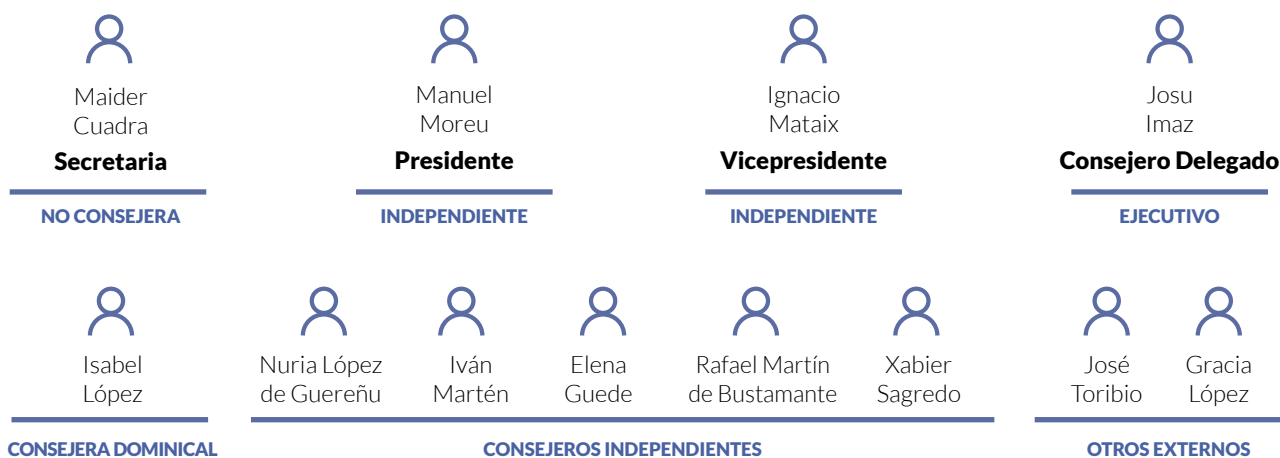 Maider
Cuadra
Secretaria
NO CONSEJERA
Manuel
Moreu
Presidente
INDEPENDIENTE
Ignacio
Mataix
Vicepresidente
INDEPENDIENTE
Josu
Imaz
Consejero Delegado
EJECUTIVO
Isabel
López
CONSEJERA DOMINICAL
Nuria López
de Guereñu
Iván
Martén
Elena
Guede
Rafael Martín
de Bustamante
Xabier
Sagredo
CONSEJEROS INDEPENDIENTES
José
Toribio
Gracia
López
OTROS EXTERNOS